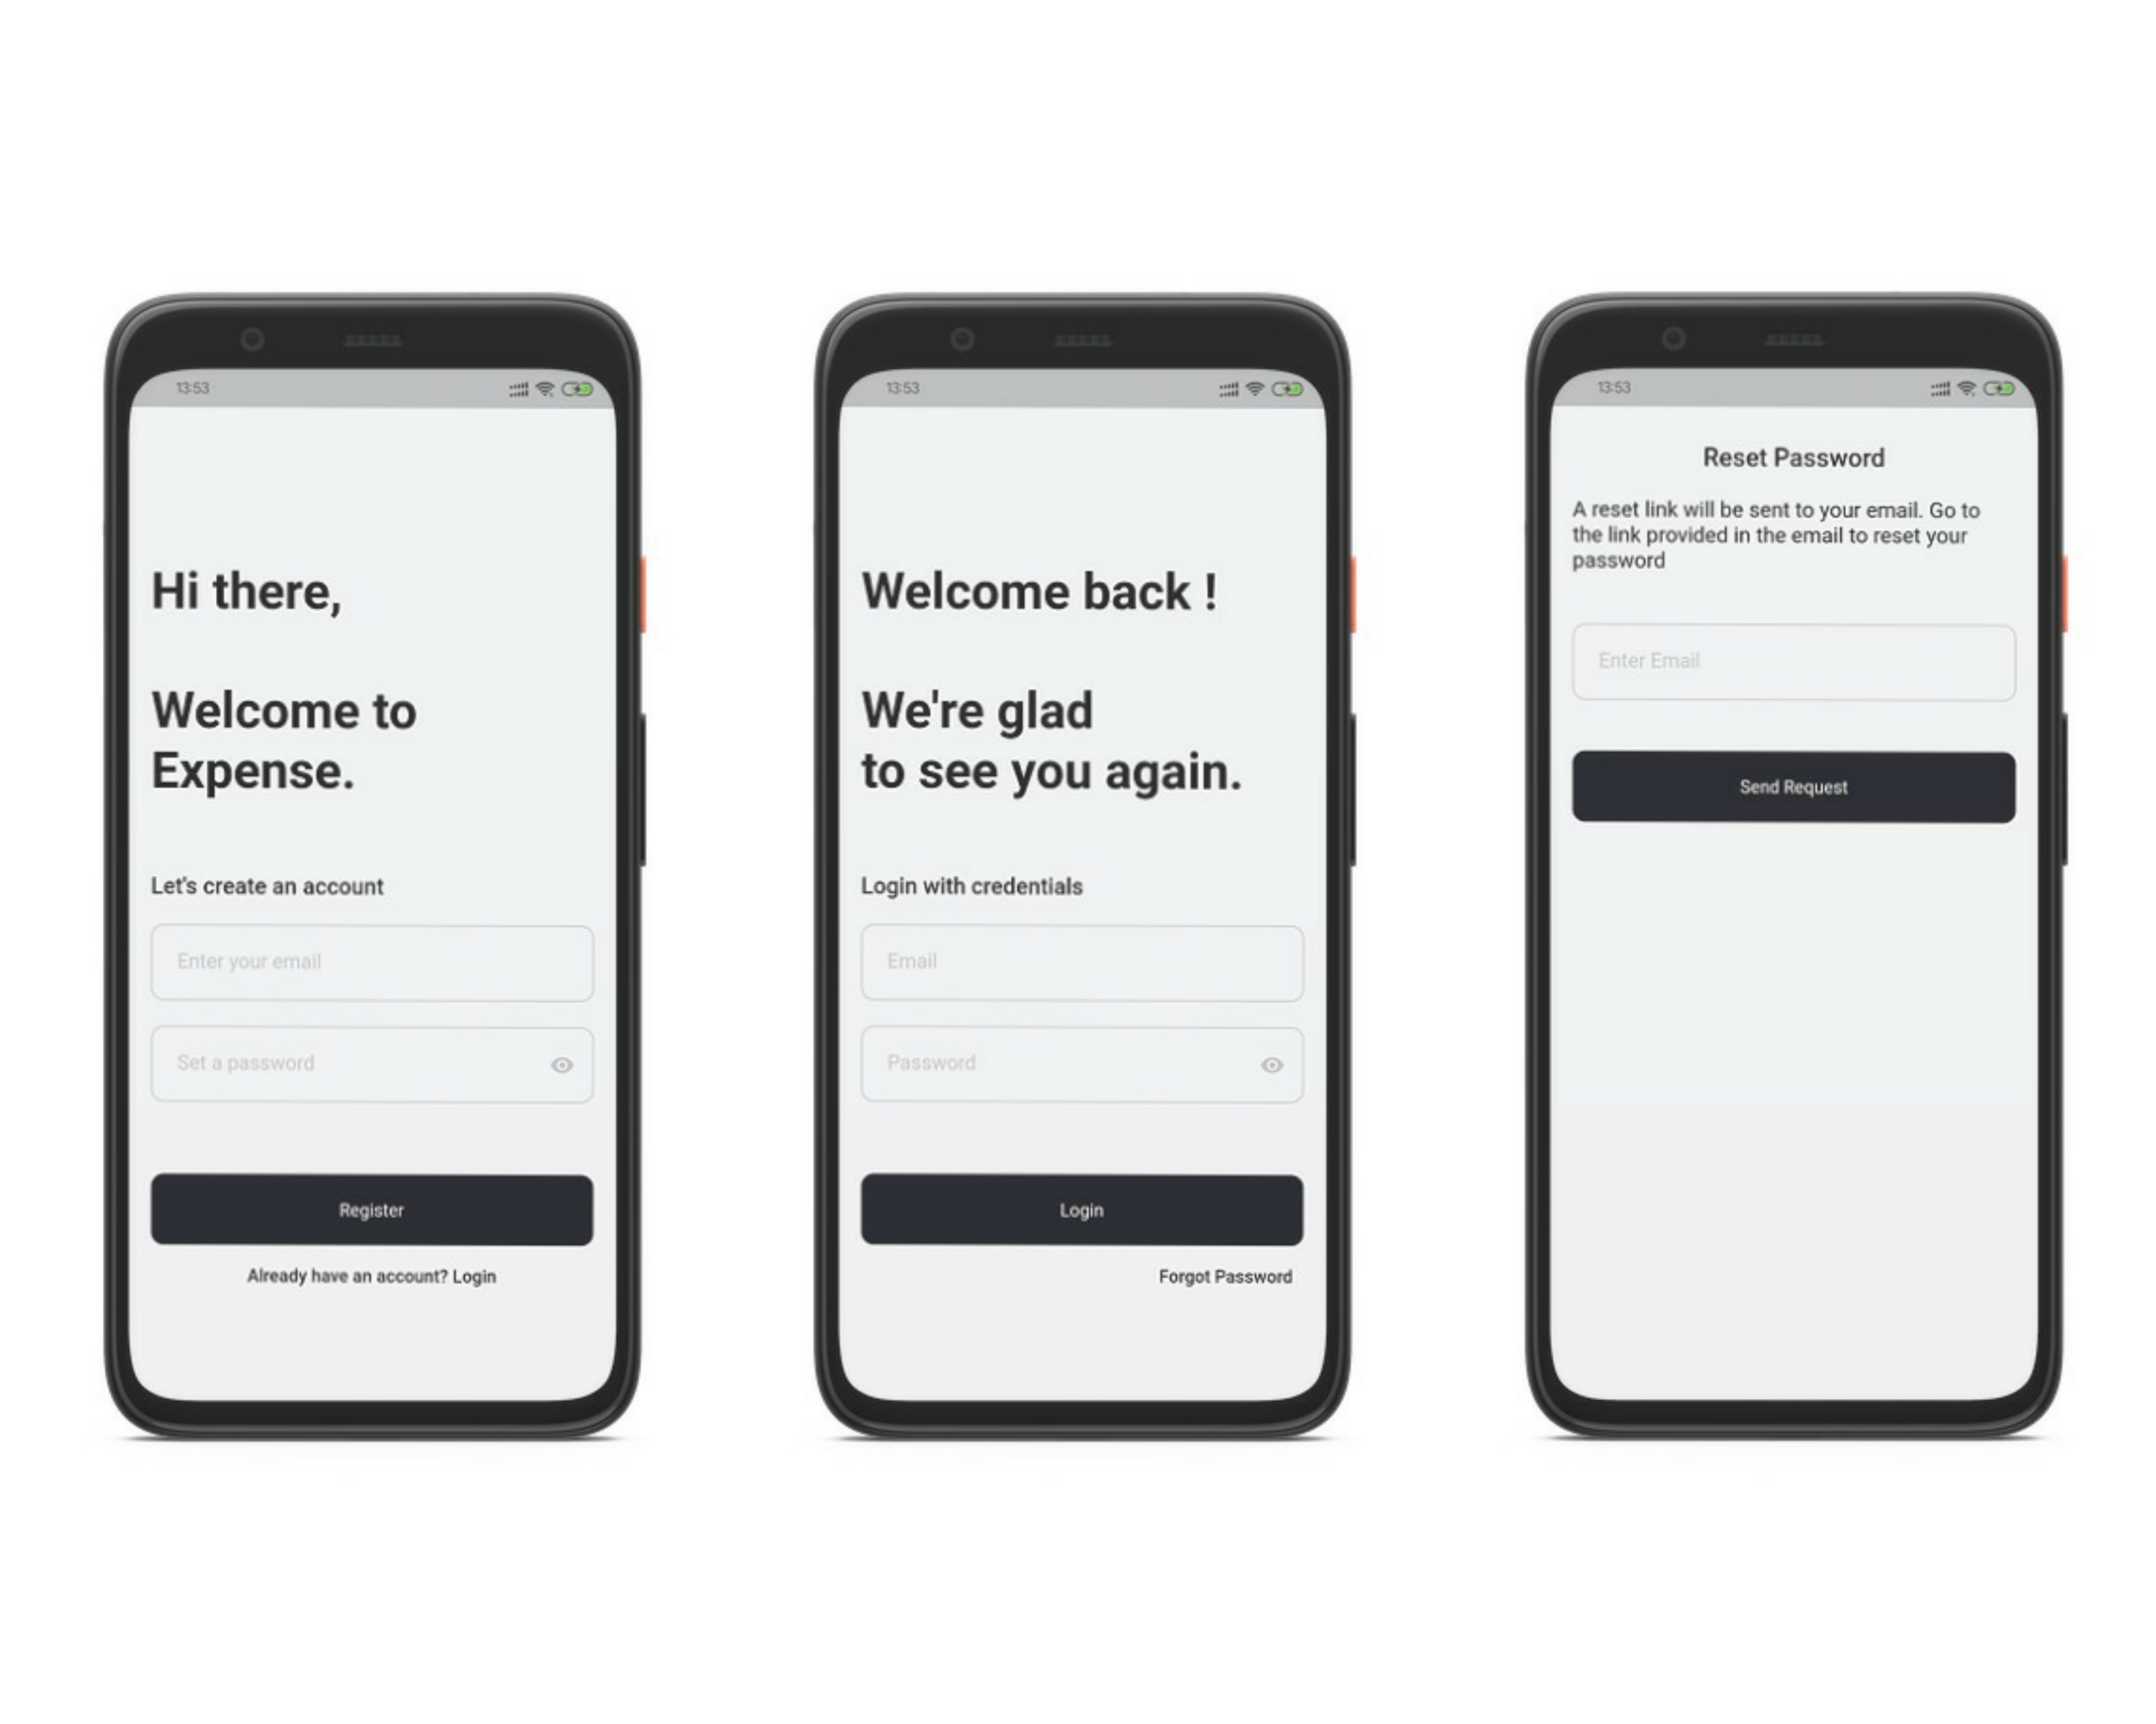 13:53
Hi there,
Welcome to
Expense.
Let's create an account
Enter your email
Set a password
Register
Already have an account? Login
13:53
Welcome back !
We're glad
to see you again.
Login with credentials
Email
Password
Login
Forgot Password
13:53
Reset Password
A reset link will be sent to your email. Go to
the link provided in the email to reset your
password
Enter Email
Send Request